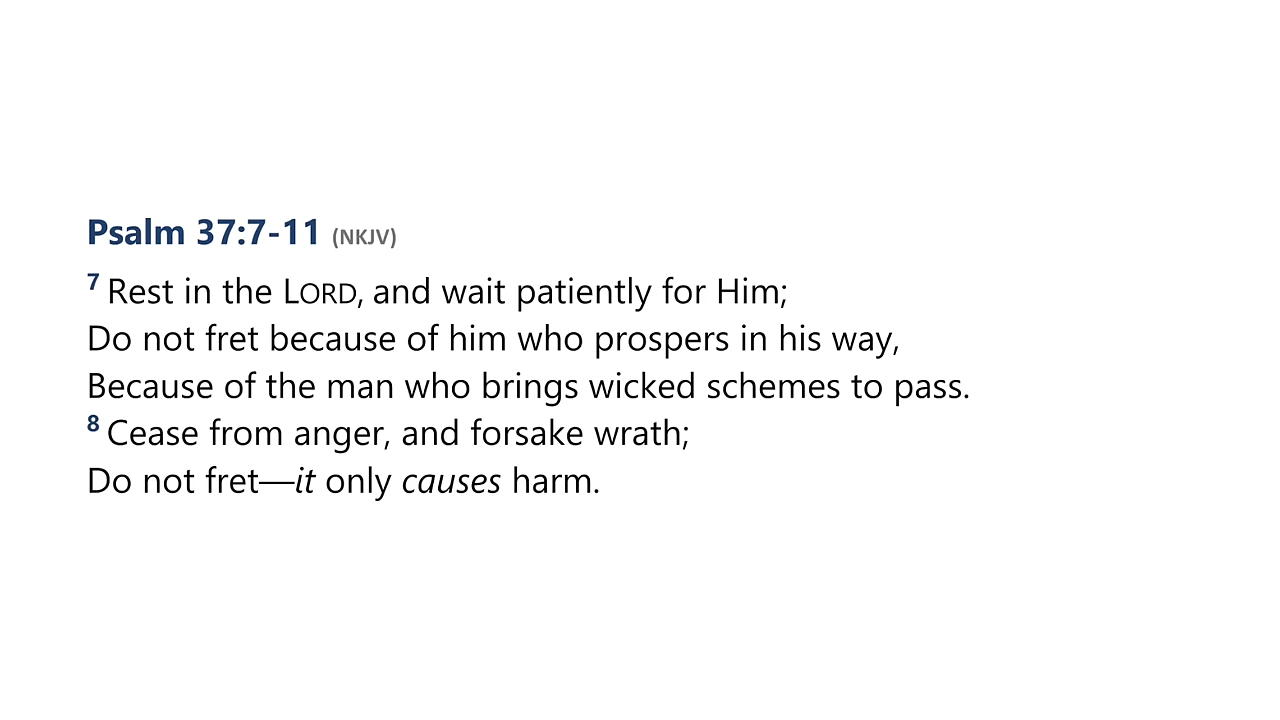 Psalm 37:7-11 (NKJV)
7 Rest in the LORD, and wait patiently for Him;
Do not fret because of him who prospers in his way,
Because of the man who brings wicked schemes to pass.
8 Cease from anger, and forsake wrath;
Do not fret—it only causes harm.